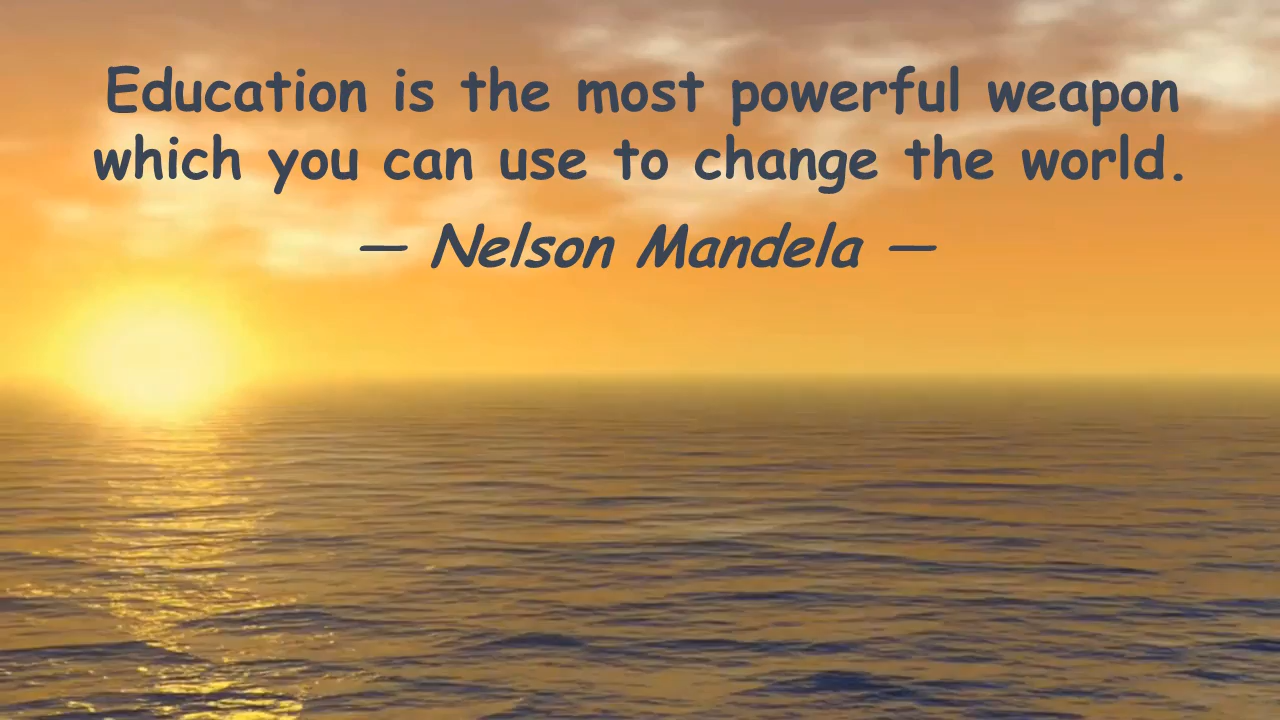 Education is the most powerful weapon
which you can use to change the world.
— Nelson Mandela —